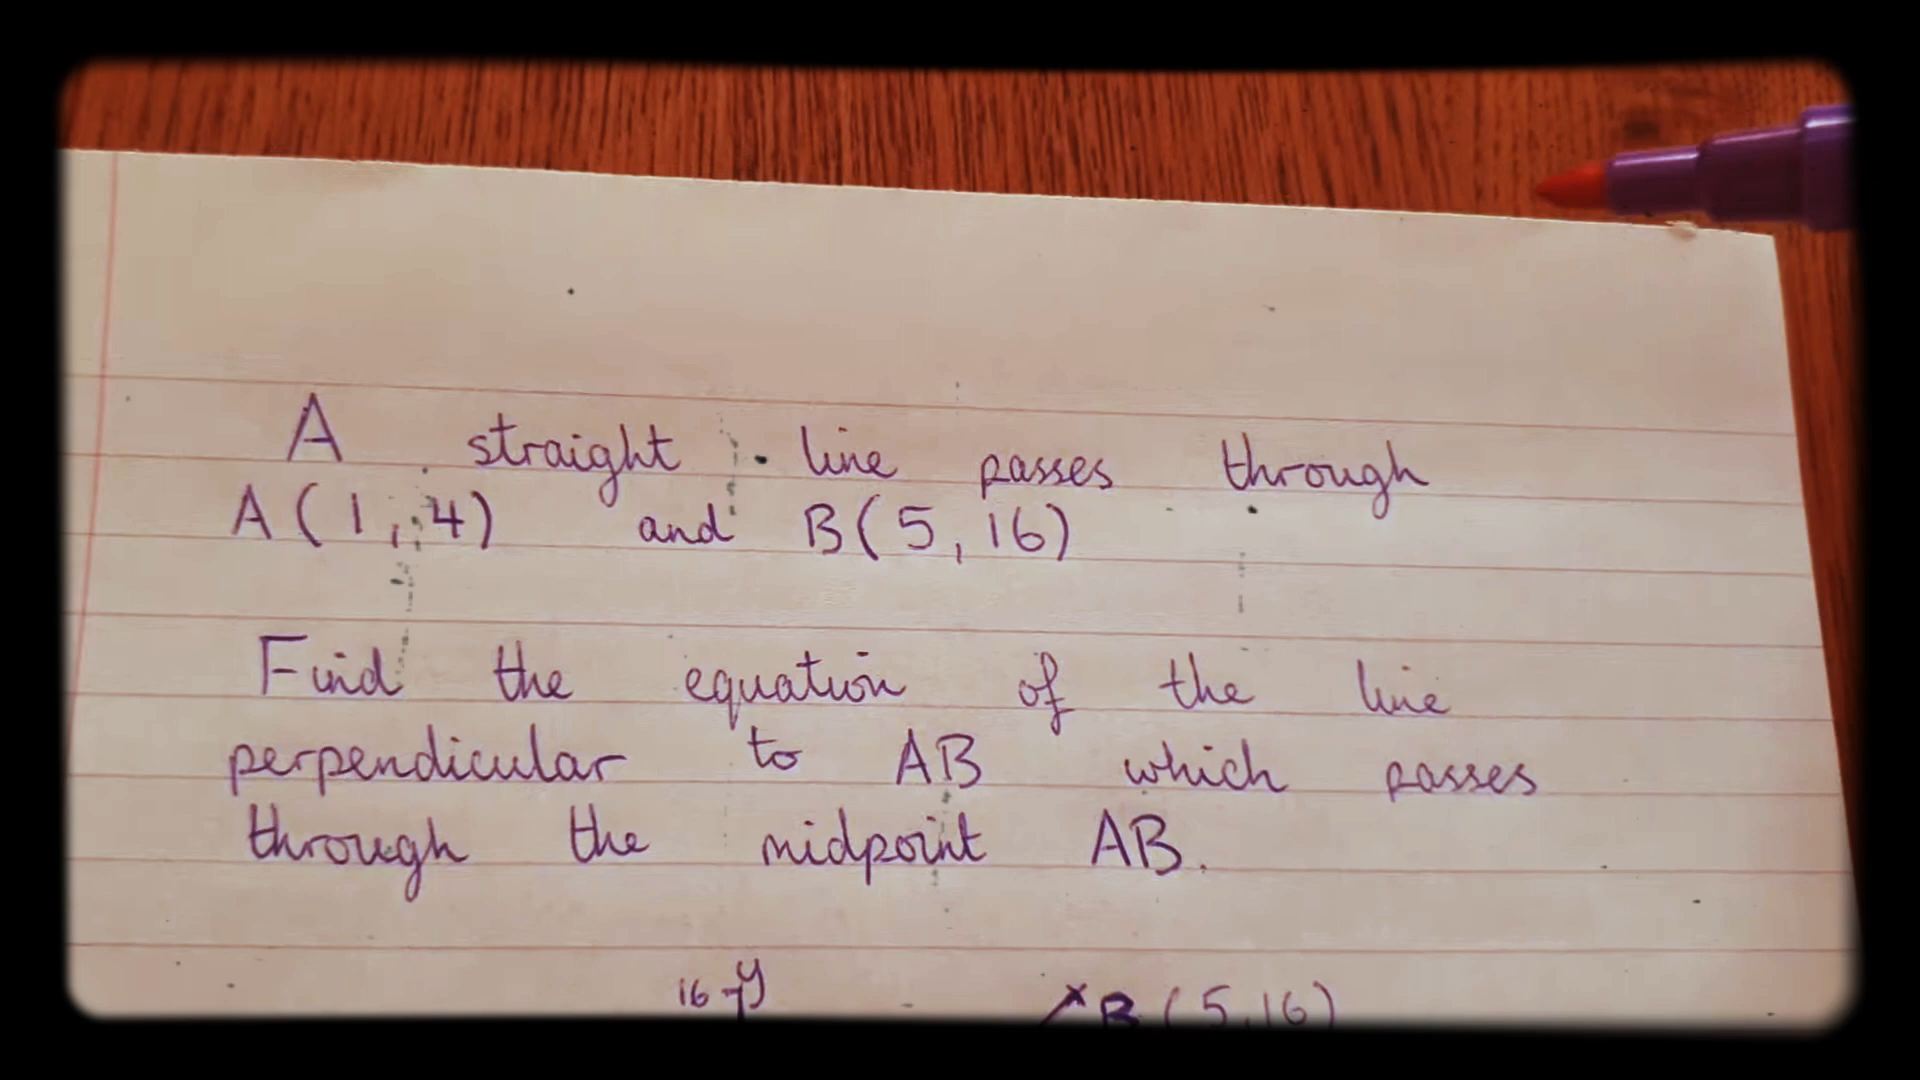 A straight line passes through
A(1, 4) and B(5, 16)
Find the equation of the line
perpendicular to AB which passes
through the midpoint AB.
16 y B(5,16)